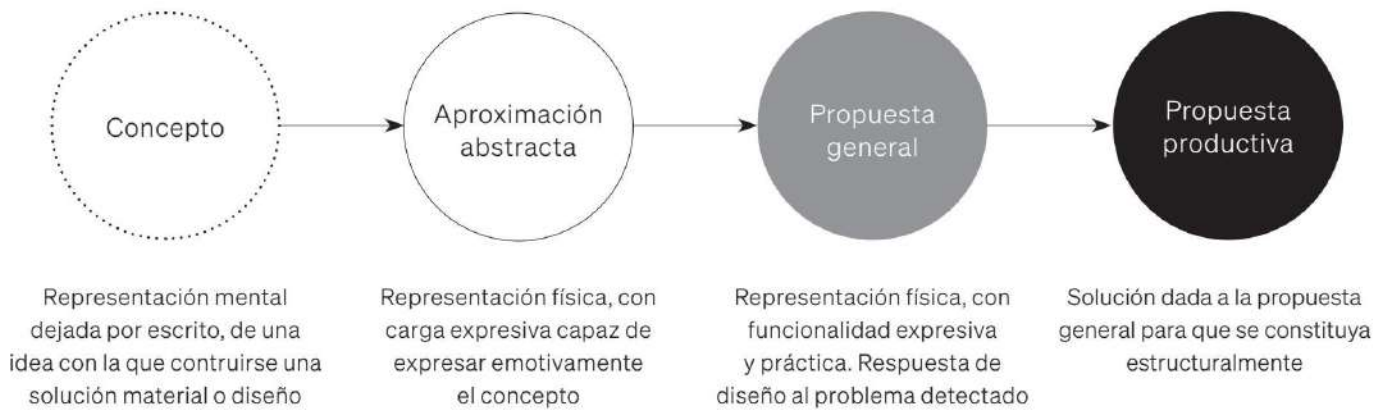 Concepto
Aproximación
abstracta
Propuesta
general
Propuesta
productiva
Representación mental
dejada por escrito, de una
idea con la que construirse una
solución material o diseño
Representación física, con
carga expresiva capaz de
expresar emotivamente
el concepto
Representación física, con
funcionalidad expresiva
y práctica. Respuesta de
diseño al problema detectado
Solución dada a la propuesta
general para que se constituya
estructuralmente